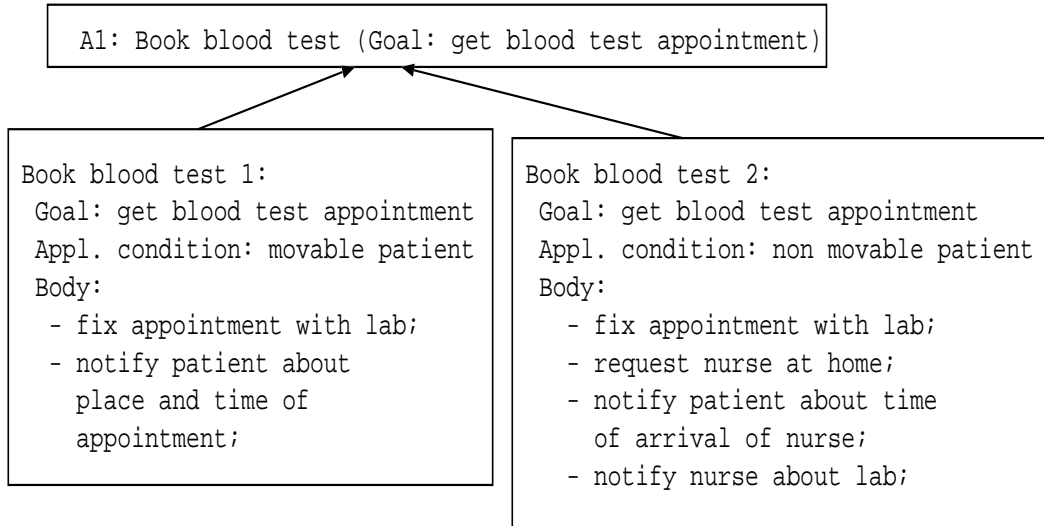 A1: Book blood test (Goal: get blood test appointment)
Book blood test 1:
Goal: get blood test appointment
Appl. condition: movable patient
Body:
- fix appointment with lab;
- notify patient about
place and time of
appointment;
Book blood test 2:
Goal: get blood test appointment
Appl. condition: non movable patient
Body:
- fix appointment with lab;
- request nurse at home;
- notify patient about time
of arrival of nurse;
- notify nurse about lab;